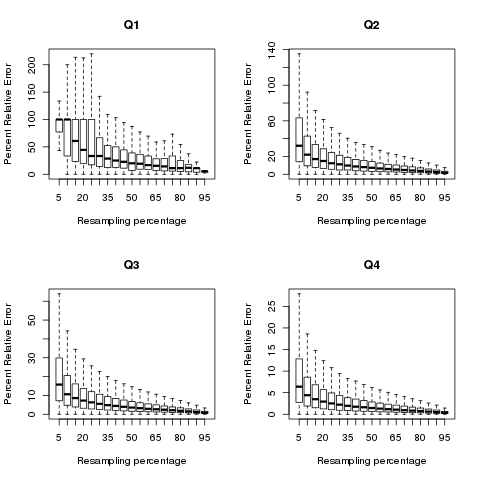 Q1
Percent Relative Error
0 50 100 150 200
5 20 35 50 65 80 95
Resampling percentage
Q2
Percent Relative Error
0 20 60 100 140
5 20 35 50 65 80 95
Resampling percentage
Q3
Percent Relative Error
0 10 30 50
5 20 35 50 65 80 95
Resampling percentage
Q4
Percent Relative Error
0 5 10 15 20 25
5 20 35 50 65 80 95
Resampling percentage